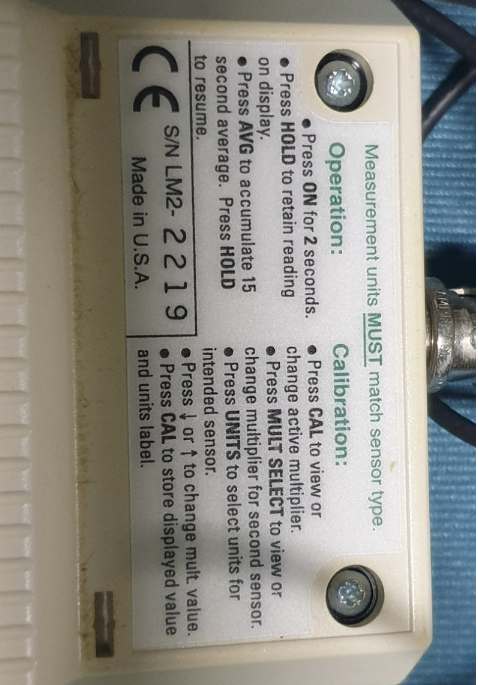 Measurement units MUST match sensor type.
Operation:
• Press ON for 2 seconds.
• Press HOLD to retain reading
on display.
• Press AVG to accumulate 15
second average. Press HOLD
to resume.
CE S/N LM2- 2219
Made in U.S.A.
Calibration:
• Press CAL to view or
change active multiplier.
• Press MULT SELECT to view or
change multiplier for second sensor.
• Press UNITS to select units for
intended sensor.
• Press ↓ or ↑ to change mult. value.
• Press CAL to store displayed value
and units label.